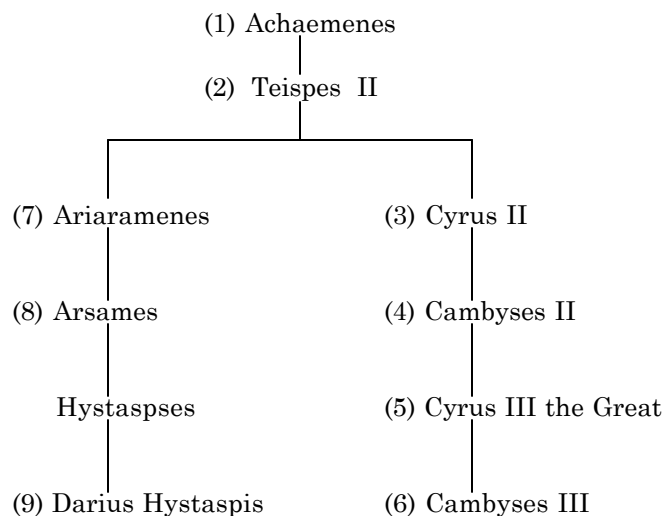 (1) Achaemenes
(2) Teispes II
(7) Ariaramenes (3) Cyrus II
(8) Arsames (4) Cambyses II
Hystaspses (5) Cyrus III the Great
(9) Darius Hystaspis (6) Cambyses III